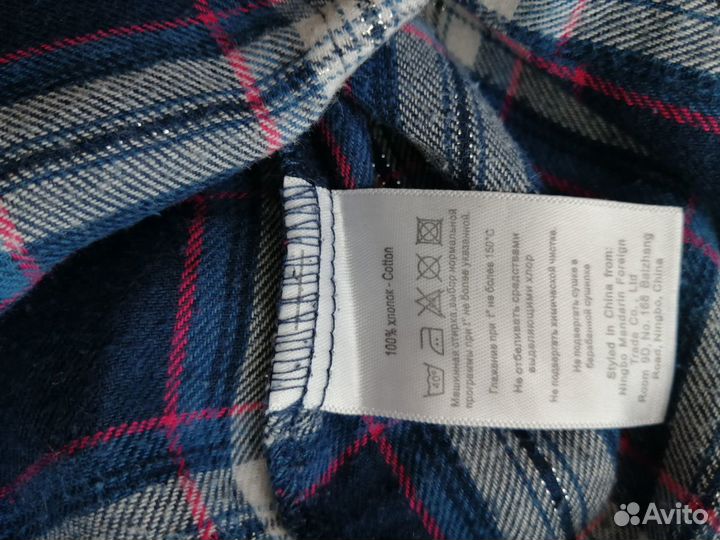 100% хлопок - Cotton
40°
Машинная стирка, выбор нормальной
программы при t° не более указанной.
Глажение при t° не более 150°C
Не отбеливать средствами
выделяющими хлор
Не подвергать химической чистке.
Не подвергать сушке в
барабанной сушилке
Styled in China from:
Ningbo Mandarin Foreign
Trade Co., Ltd
Room 9D No. 168 Baizhang
Road, Ningbo, China
Avito